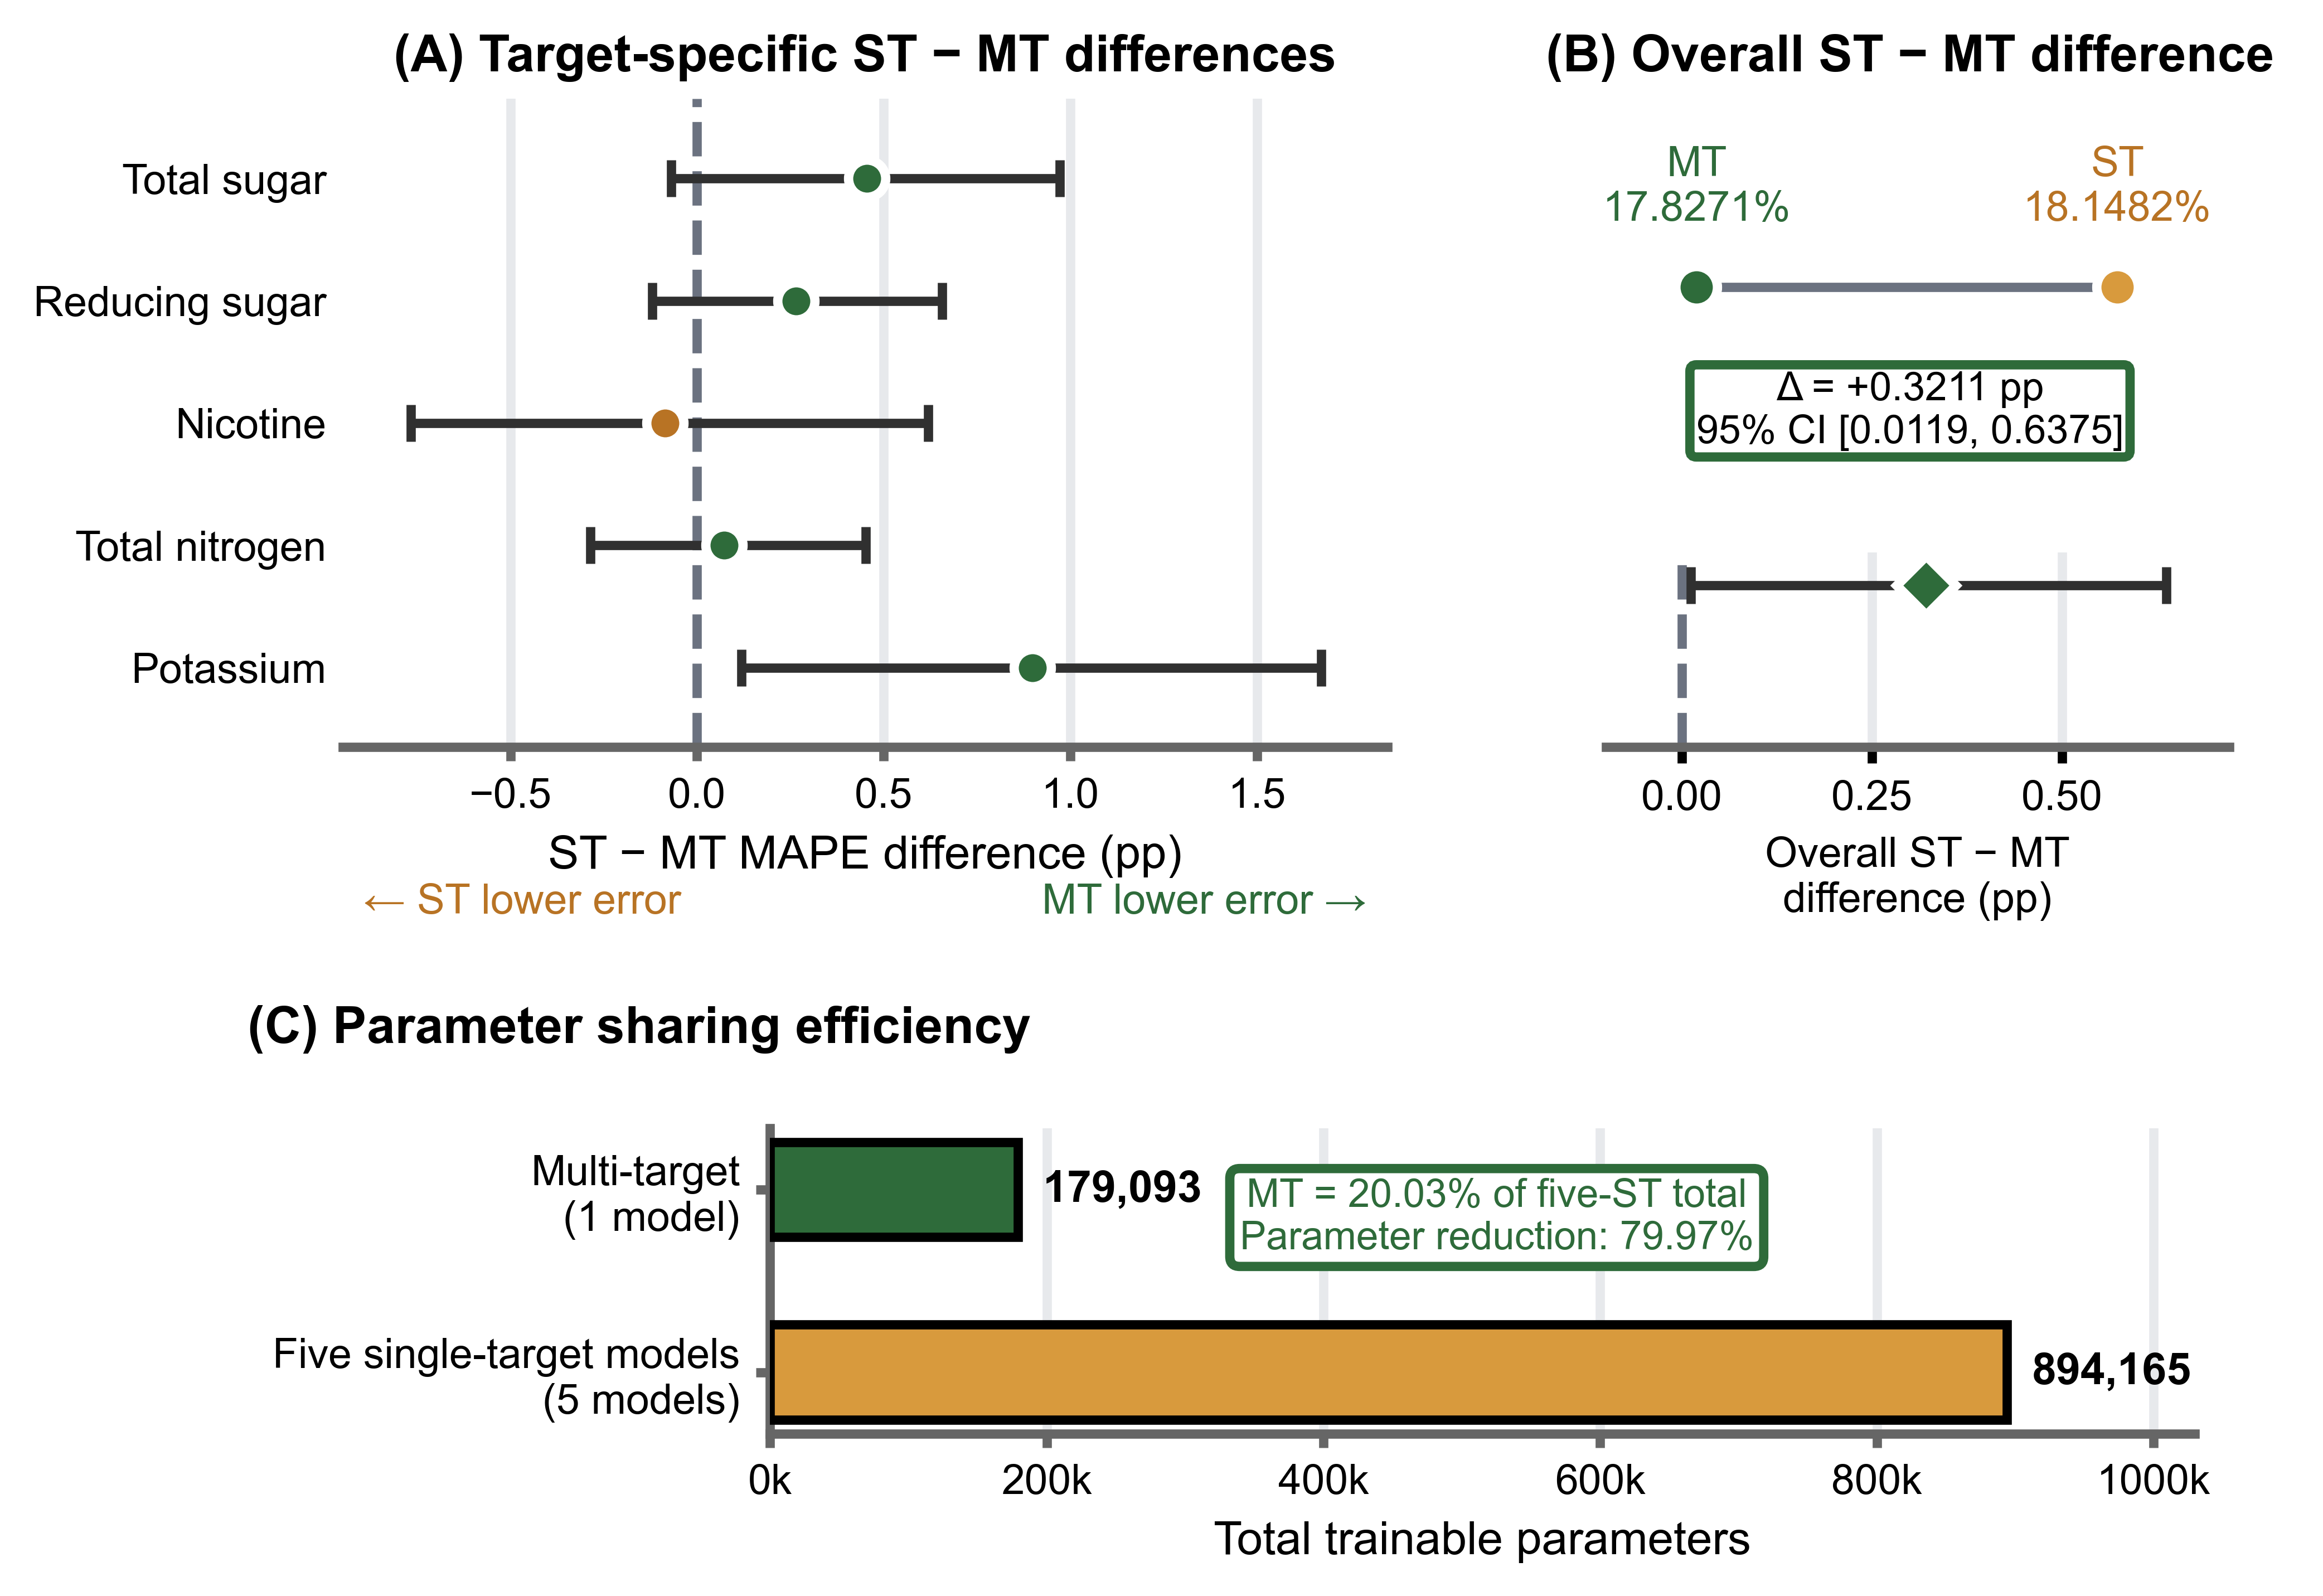 (A) Target-specific ST − MT differences
Total sugar
Reducing sugar
Nicotine
Total nitrogen
Potassium
−0.5
0.0
0.5
1.0
1.5
ST − MT MAPE difference (pp)
← ST lower error
MT lower error →
(B) Overall ST − MT difference
MT
17.8271%
ST
18.1482%
Δ = +0.3211 pp
95% CI [0.0119, 0.6375]
0.00
0.25
0.50
Overall ST − MT
difference (pp)
(C) Parameter sharing efficiency
Multi-target
(1 model)
179,093
MT = 20.03% of five-ST total
Parameter reduction: 79.97%
Five single-target models
(5 models)
894,165
0k
200k
400k
600k
800k
1000k
Total trainable parameters